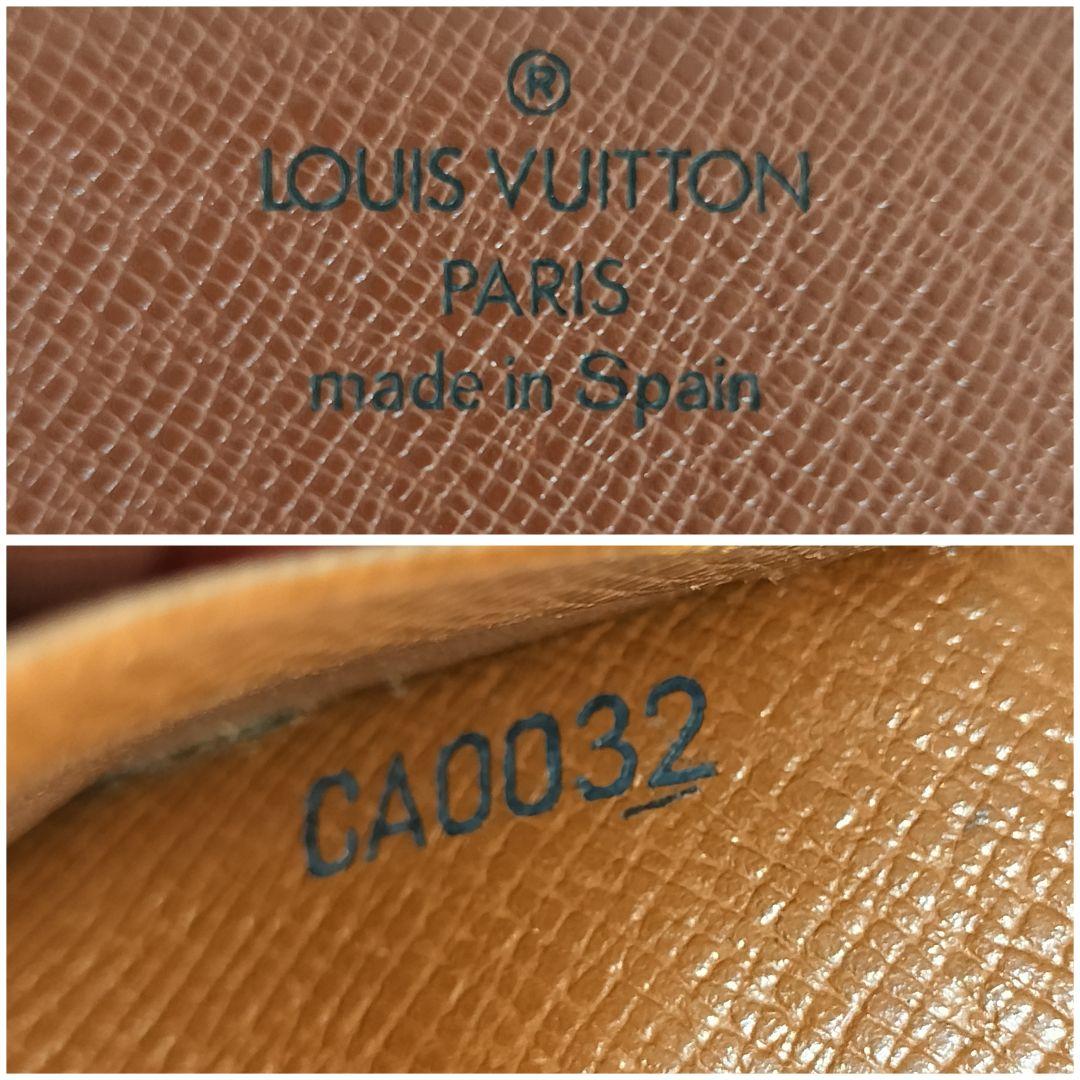 ®
LOUIS VUITTON
PARIS
made in Spain
CA0032